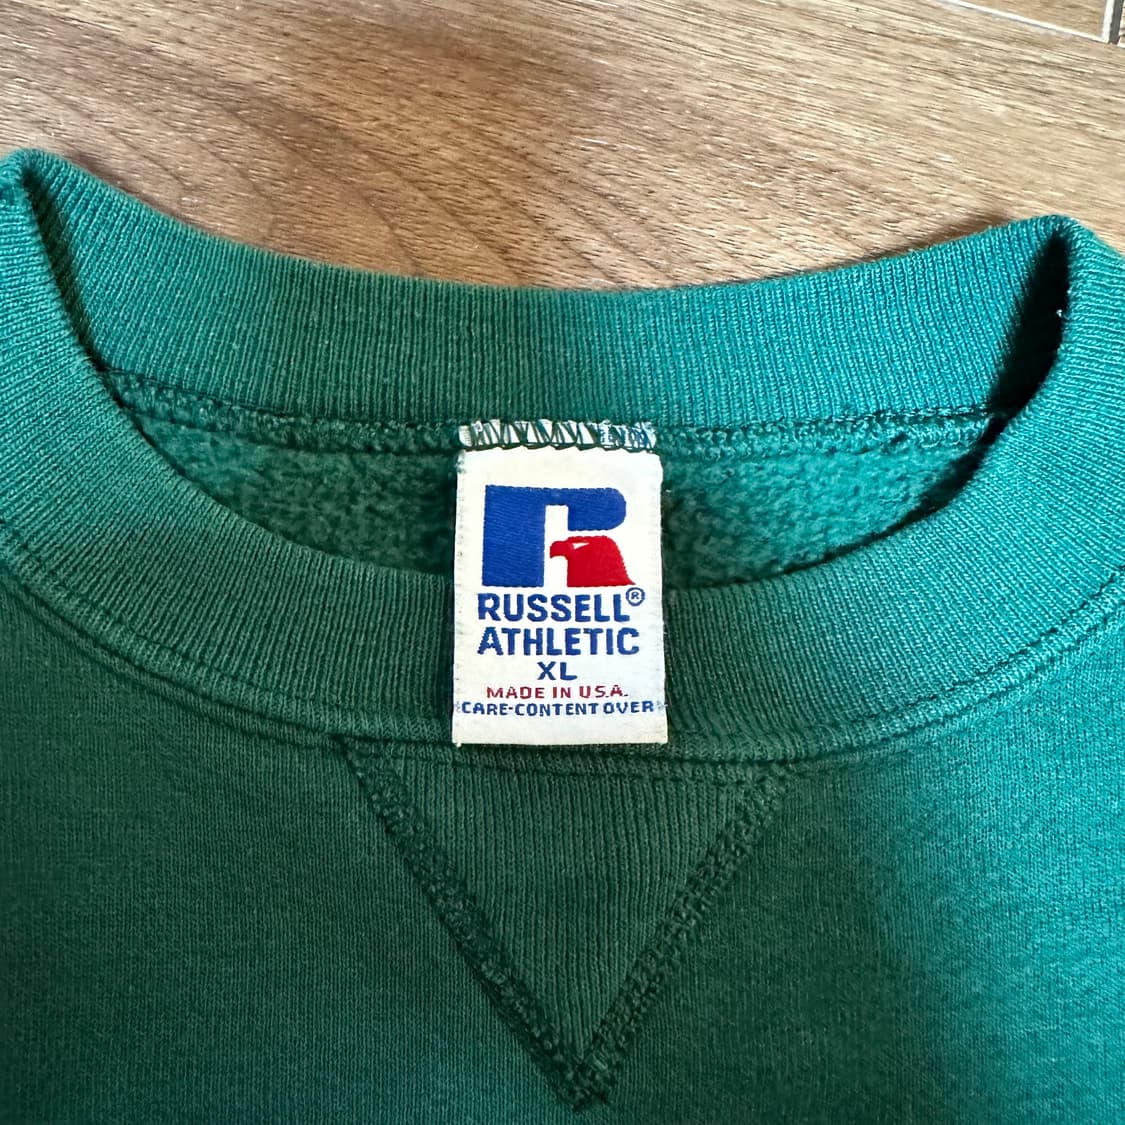 RUSSELL®
ATHLETIC
XL
MADE IN U.S.A.
CARE-CONTENT OVER